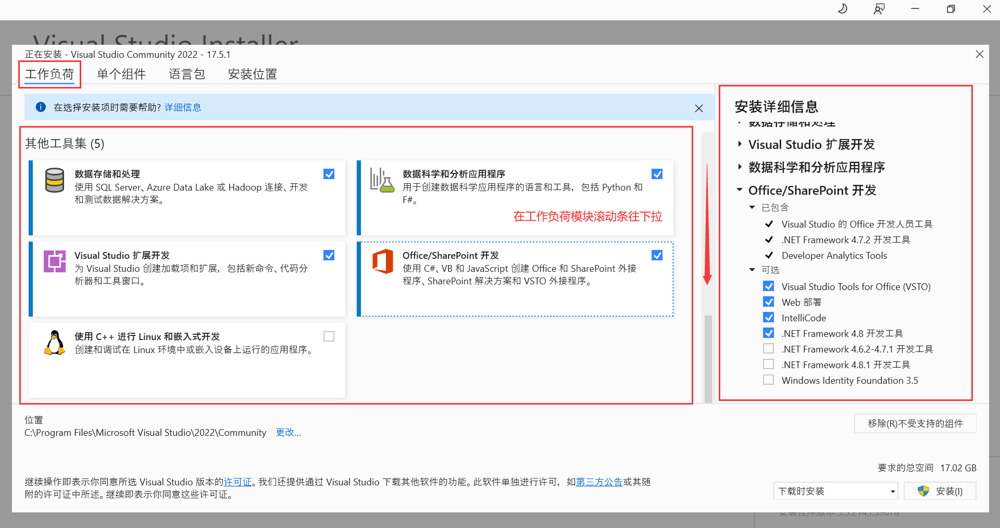 Visual Studio Installer
正在安装 - Visual Studio Community 2022 - 17.5.1
工作负荷 单个组件 语言包 安装位置
在选择安装项时需要帮助? 详细信息
其他工具集 (5)
数据存储和处理
使用 SQL Server、Azure Data Lake 或 Hadoop 连接、开发
和测试数据解决方案。
数据科学和分析应用程序
用于创建数据科学应用程序的语言和工具，包括 Python 和
F#。
在工作负荷模块滚动条往下拉
Visual Studio 扩展开发
为 Visual Studio 创建加载项和扩展，包括新命令、代码分
析器和工具窗口。
Office/SharePoint 开发
使用 C#、VB 和 JavaScript 创建 Office 和 SharePoint 外接
程序、SharePoint 解决方案和 VSTO 外接程序。
使用 C++ 进行 Linux 和嵌入式开发
创建和调试在 Linux 环境中或嵌入设备上运行的应用程序。
安装详细信息
数据存储和处理
Visual Studio 扩展开发
数据科学和分析应用程序
Office/SharePoint 开发
已包含
Visual Studio 的 Office 开发人员工具
.NET Framework 4.7.2 开发工具
Developer Analytics Tools
可选
Visual Studio Tools for Office (VSTO)
Web 部署
IntelliCode
.NET Framework 4.8 开发工具
.NET Framework 4.6.2-4.7.1 开发工具
.NET Framework 4.8.1 开发工具
Windows Identity Foundation 3.5
位置
C:\Program Files\Microsoft Visual Studio\2022\Community 更改...
移除(R)不受支持的组件
要求的总空间 17.02 GB
继续操作即表示你同意所选 Visual Studio 版本的许可证。我们还提供通过 Visual Studio 下载其他软件的功能。此软件单独进行许可，如第三方公告或其随
附的许可证中所述。继续即表示你同意这些许可证。
下载时安装 安装(I)
安装程序版本 3.5.2145.59678